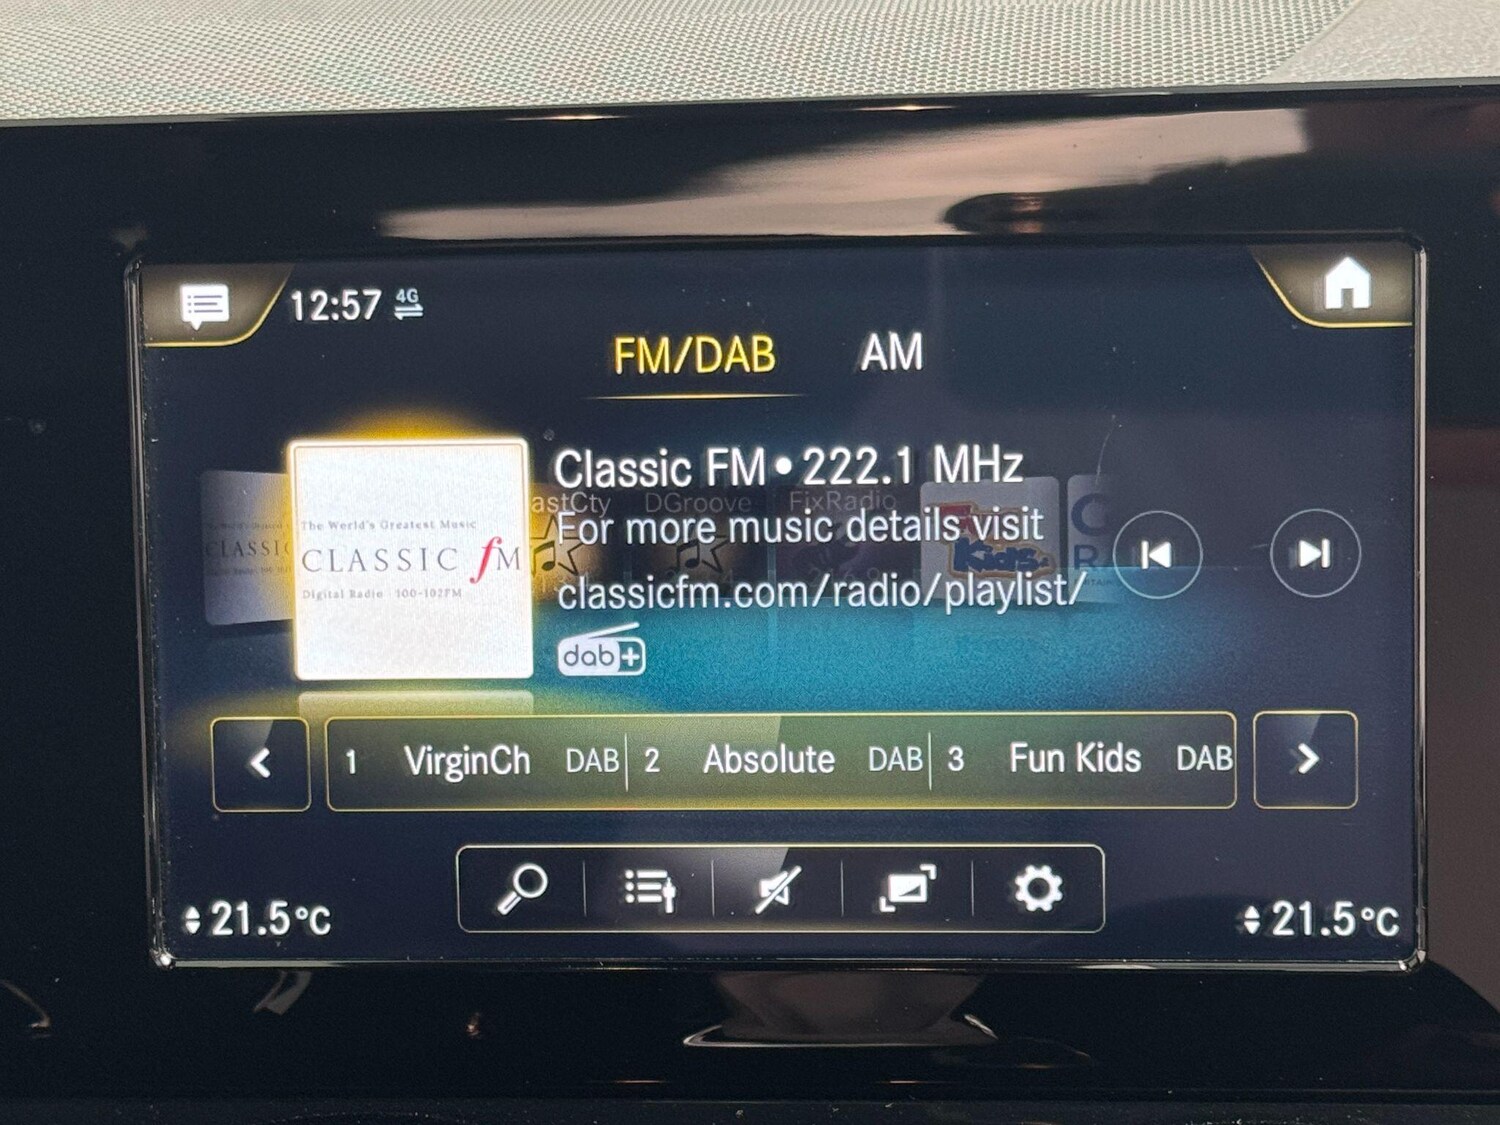 12:57 4G
FM/DAB AM
Classic FM • 222.1 MHz
astCty DGroove FixRadio
For more music details visit
classicfm.com/radio/playlist/
dab+
The World's Greatest Music
CLASSIC fM
Digital Radio 100-102FM
CLASSIC
Kids
1 VirginCh DAB 2 Absolute DAB 3 Fun Kids DAB
21.5°C 21.5°C